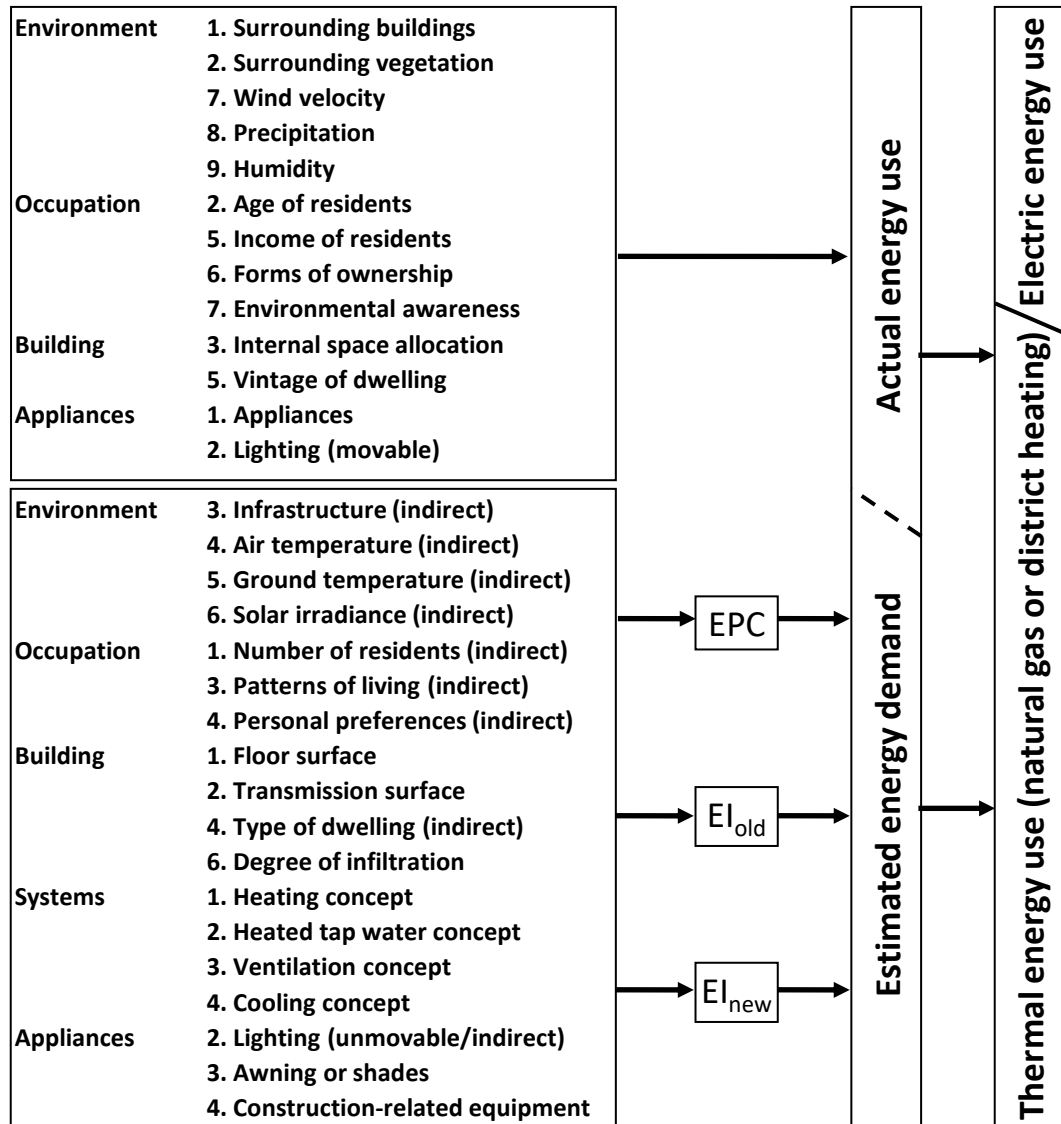 Environment 1. Surrounding buildings
2. Surrounding vegetation
7. Wind velocity
8. Precipitation
9. Humidity
Occupation 2. Age of residents
5. Income of residents
6. Forms of ownership
7. Environmental awareness
Building 3. Internal space allocation
5. Vintage of dwelling
Appliances 1. Appliances
2. Lighting (movable)
Environment 3. Infrastructure (indirect)
4. Air temperature (indirect)
5. Ground temperature (indirect)
6. Solar irradiance (indirect)
Occupation 1. Number of residents (indirect)
3. Patterns of living (indirect)
4. Personal preferences (indirect)
Building 1. Floor surface
2. Transmission surface
4. Type of dwelling (indirect)
6. Degree of infiltration
Systems 1. Heating concept
2. Heated tap water concept
3. Ventilation concept
4. Cooling concept
Appliances 2. Lighting (unmovable/indirect)
3. Awning or shades
4. Construction-related equipment
EPC
EIold
EInew
Actual energy use
Estimated energy demand
Electric energy use
Thermal energy use (natural gas or district heating)